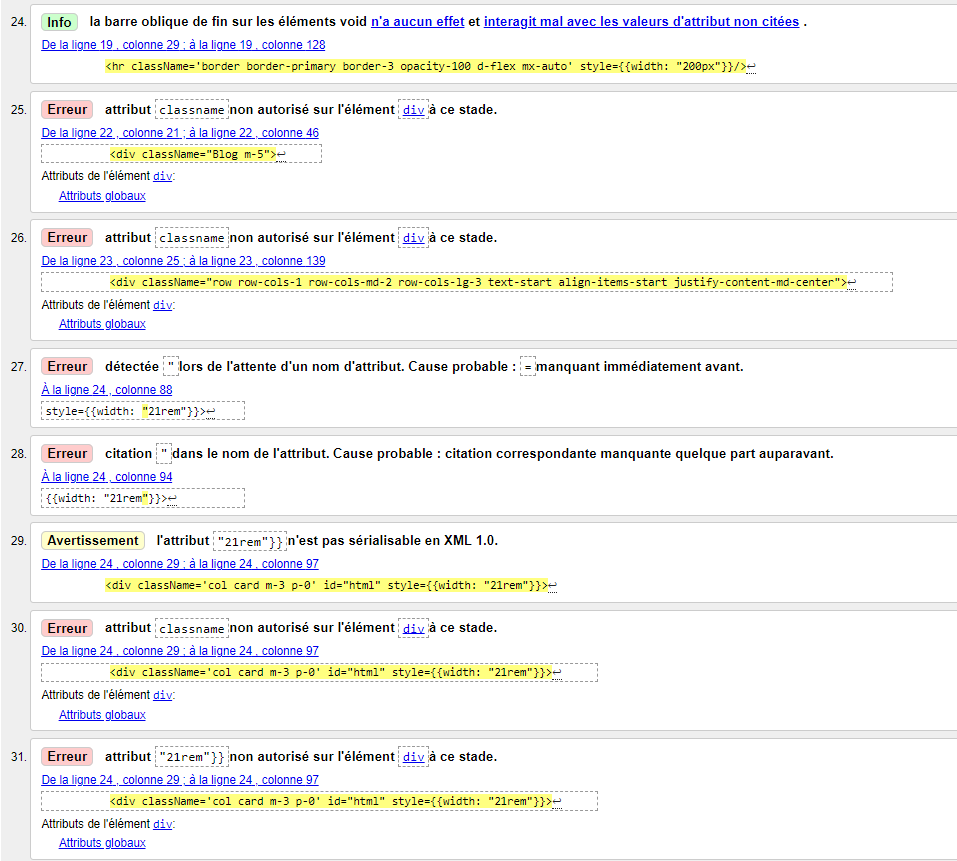 24. Info la barre oblique de fin sur les éléments void n'a aucun effet et interagit mal avec les valeurs d'attribut non citées .
De la ligne 19 , colonne 29 ; à la ligne 19 , colonne 128
<hr className='border border-primary border-3 opacity-100 d-flex mx-auto' style={{width: "200px"}}/>↩
25. Erreur attribut classname non autorisé sur l'élément div à ce stade.
De la ligne 22 , colonne 21 ; à la ligne 22 , colonne 46
<div className="Blog m-5">↩
Attributs de l'élément div:
Attributs globaux
26. Erreur attribut classname non autorisé sur l'élément div à ce stade.
De la ligne 23 , colonne 25 ; à la ligne 23 , colonne 139
<div className="row row-cols-1 row-cols-md-2 row-cols-lg-3 text-start align-items-start justify-content-md-center">↩
Attributs de l'élément div:
Attributs globaux
27. Erreur détectée " lors de l'attente d'un nom d'attribut. Cause probable : = manquant immédiatement avant.
À la ligne 24 , colonne 88
style={{width: "21rem"}}>↩
28. Erreur citation " dans le nom de l'attribut. Cause probable : citation correspondante manquante quelque part auparavant.
À la ligne 24 , colonne 94
{{width: "21rem"}}>↩
29. Avertissement l'attribut "21rem"}} n'est pas sérialisable en XML 1.0.
De la ligne 24 , colonne 29 ; à la ligne 24 , colonne 97
<div className='col card m-3 p-0' id="html" style={{width: "21rem"}}>↩
30. Erreur attribut classname non autorisé sur l'élément div à ce stade.
De la ligne 24 , colonne 29 ; à la ligne 24 , colonne 97
<div className='col card m-3 p-0' id="html" style={{width: "21rem"}}>↩
Attributs de l'élément div:
Attributs globaux
31. Erreur attribut "21rem"}} non autorisé sur l'élément div à ce stade.
De la ligne 24 , colonne 29 ; à la ligne 24 , colonne 97
<div className='col card m-3 p-0' id="html" style={{width: "21rem"}}>↩
Attributs de l'élément div:
Attributs globaux